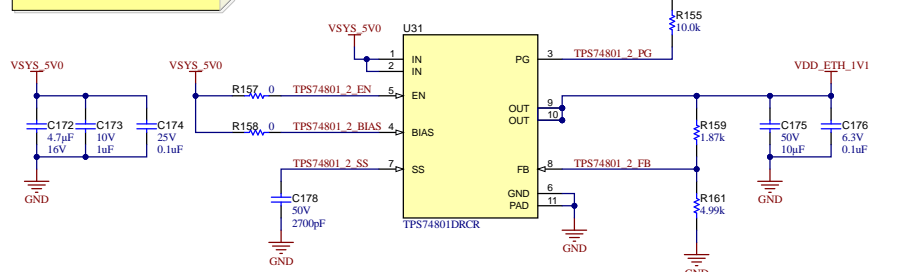 R155
10.0k
U31
VSYS_5V0
1 IN
2 IN
PG 3 TPS74801_2_PG
VSYS_5V0
VSYS_5V0
VDD_ETH_1V1
R157 0 TPS74801_2_EN 5 EN
OUT 9
OUT 10
C172
4.7µF
16V
C173
10V
1uF
C174
25V
0.1uF
R158 0 TPS74801_2_BIAS 4 BIAS
R159
1.87k
C175
50V
10µF
C176
6.3V
0.1uF
TPS74801_2_SS 7 SS
FB 8 TPS74801_2_FB
GND
C178
50V
2700pF
GND 6
PAD 11
R161
4.99k
GND
TPS74801DRCR
GND
GND
GND